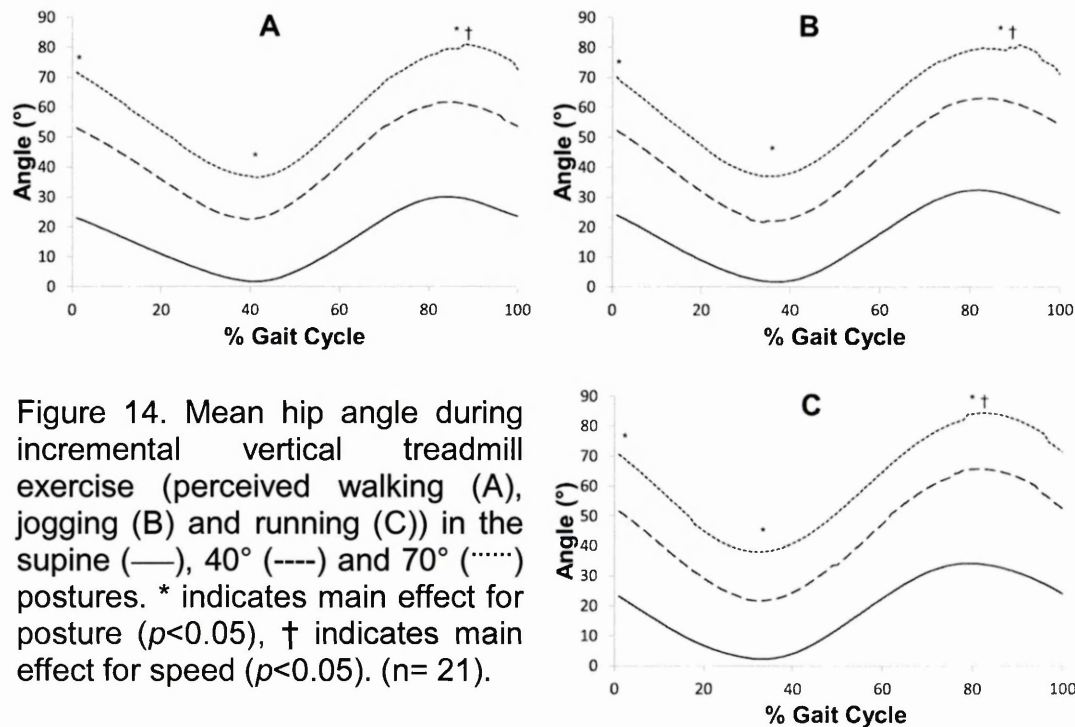 A
90
80
70
60
50
40
30
20
10
0
Angle (°)
* * * †
0 20 40 60 80 100
% Gait Cycle
B
90
80
70
60
50
40
30
20
10
0
Angle (°)
* * * †
0 20 40 60 80 100
% Gait Cycle
Figure 14. Mean hip angle during
incremental vertical treadmill
exercise (perceived walking (A),
jogging (B) and running (C)) in the
supine (—), 40° (----) and 70° (······)
postures. * indicates main effect for
posture (p<0.05), † indicates main
effect for speed (p<0.05). (n= 21).
C
90
80
70
60
50
40
30
20
10
0
Angle (°)
* * * †
0 20 40 60 80 100
% Gait Cycle